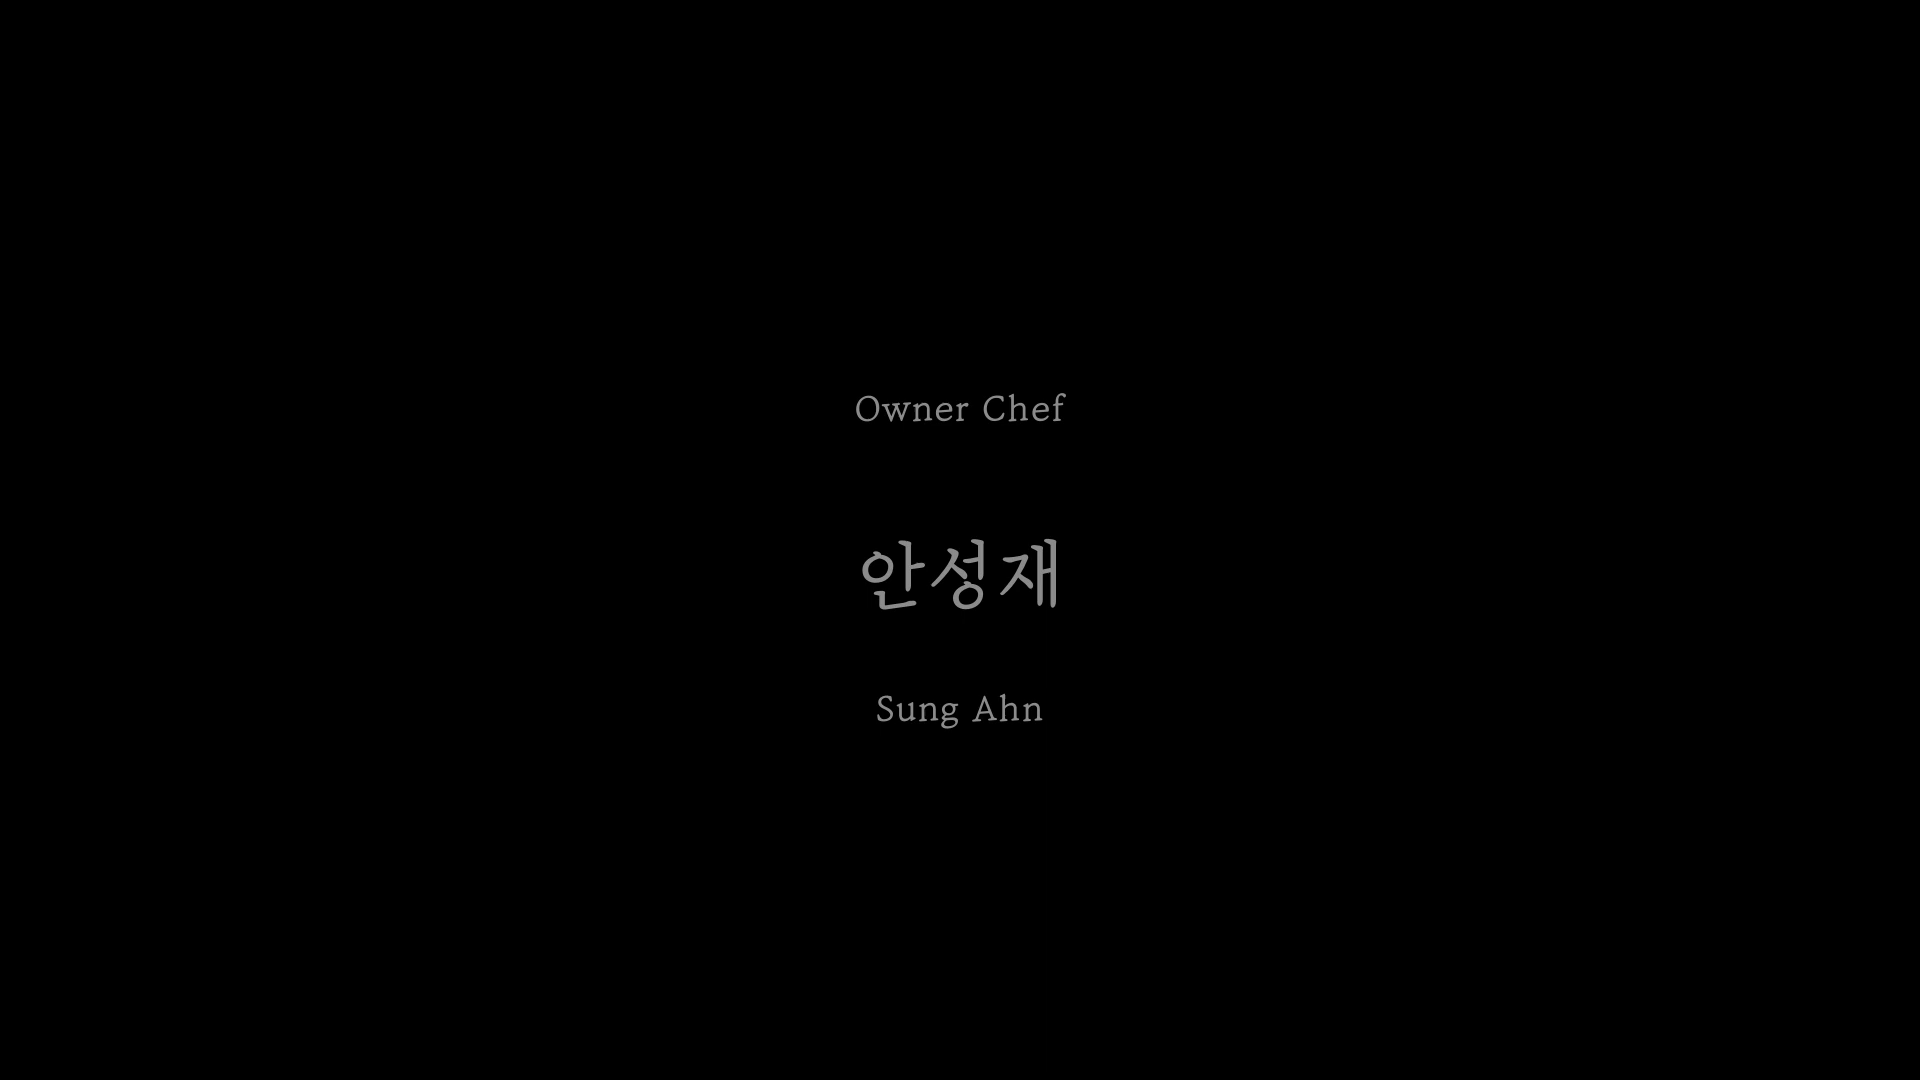 Owner Chef
안성재
Sung Ahn